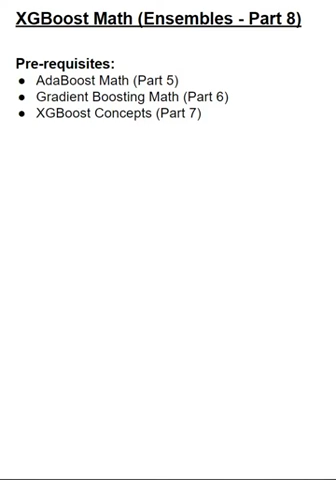 XGBoost Math (Ensembles - Part 8)
Pre-requisites:
● AdaBoost Math (Part 5)
● Gradient Boosting Math (Part 6)
● XGBoost Concepts (Part 7)